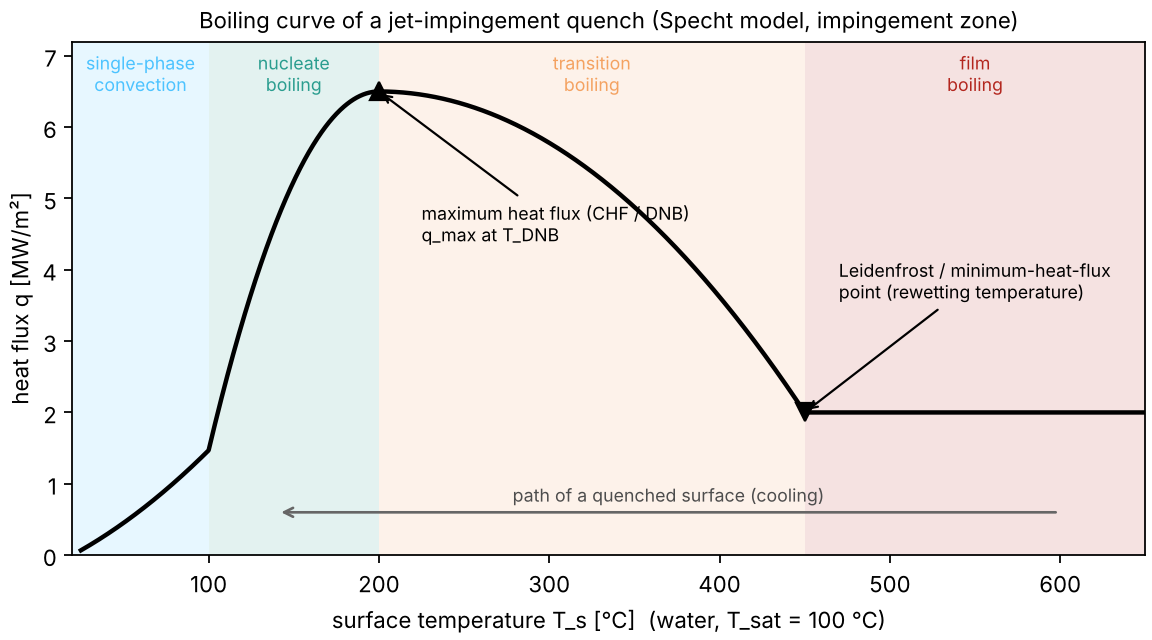 Boiling curve of a jet-impingement quench (Specht model, impingement zone)
7
6
5
4
3
2
1
0
heat flux q [MW/m²]
single-phase
convection
nucleate
boiling
transition
boiling
film
boiling
maximum heat flux (CHF / DNB)
q_max at T_DNB
Leidenfrost / minimum-heat-flux
point (rewetting temperature)
path of a quenched surface (cooling)
100 200 300 400 500 600
surface temperature T_s [°C]  (water, T_sat = 100 °C)